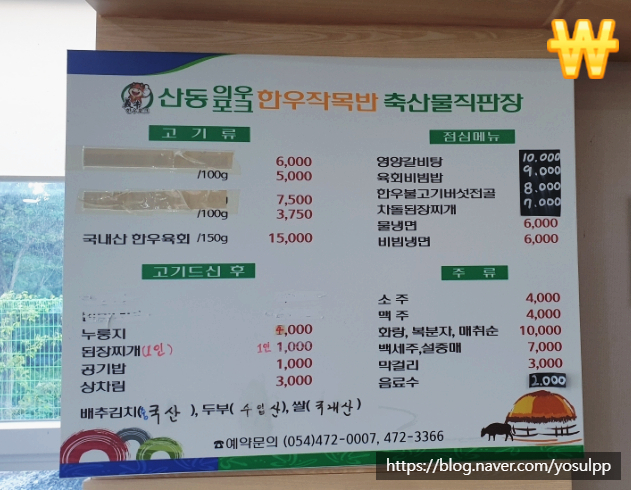 산동 의우포크 한우작목반 축산물직판장
고 기 류
6,000
/100g 5,000
7,500
/100g 3,750
국내산 한우육회 /150g 15,000
점심메뉴
영양갈비탕 10.000
육회비빔밥 9.000
한우불고기버섯전골 8.000
차돌된장찌개 7.000
물냉면 6,000
비빔냉면 6,000
고기드신 후
누룽지 1,000
된장찌개(1인) 1인 1,000
공기밥 1,000
상차림 3,000
주 류
소 주 4,000
맥 주 4,000
화랑, 복분자, 매취순 10,000
백세주,설중매 7,000
막걸리 3,000
음료수 2.000
배추김치(중국산), 두부(수입산), 쌀(국내산)
☎예약문의 (054)472-0007, 472-3366
https://blog.naver.com/yosulpp